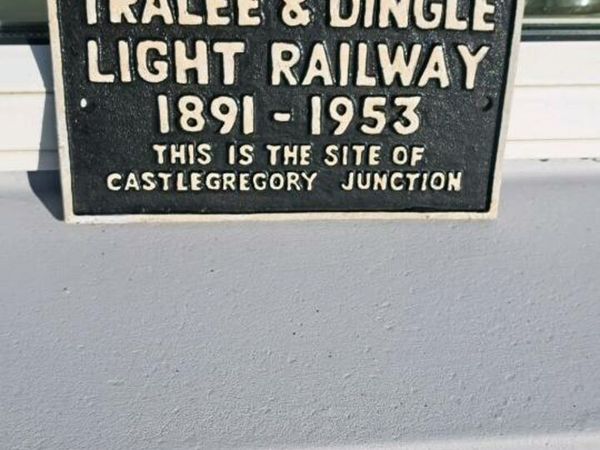 TRALEE & DINGLE
LIGHT RAILWAY
1891 - 1953
THIS IS THE SITE OF
CASTLEGREGORY JUNCTION